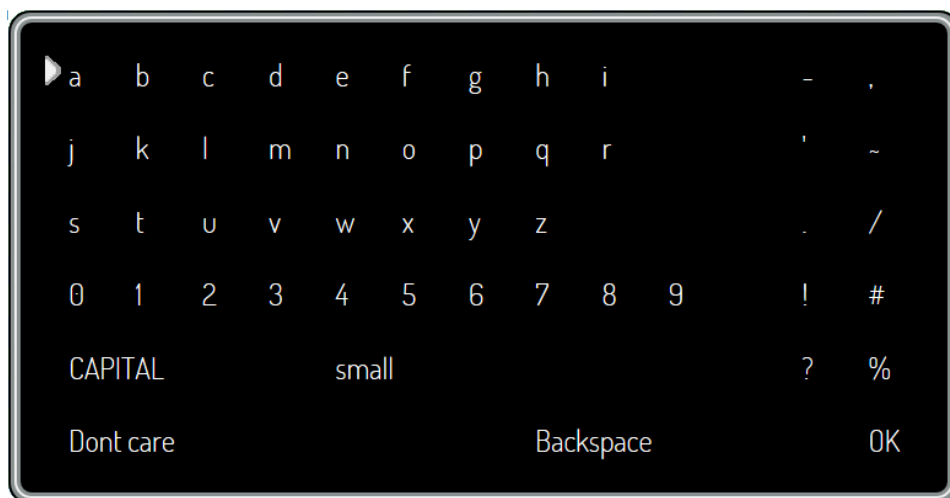 a b c d e f g h i - ,
j k l m n o p q r ' ~
s t u v w x y z . /
0 1 2 3 4 5 6 7 8 9 ! #
CAPITAL small ? %
Dont care Backspace OK